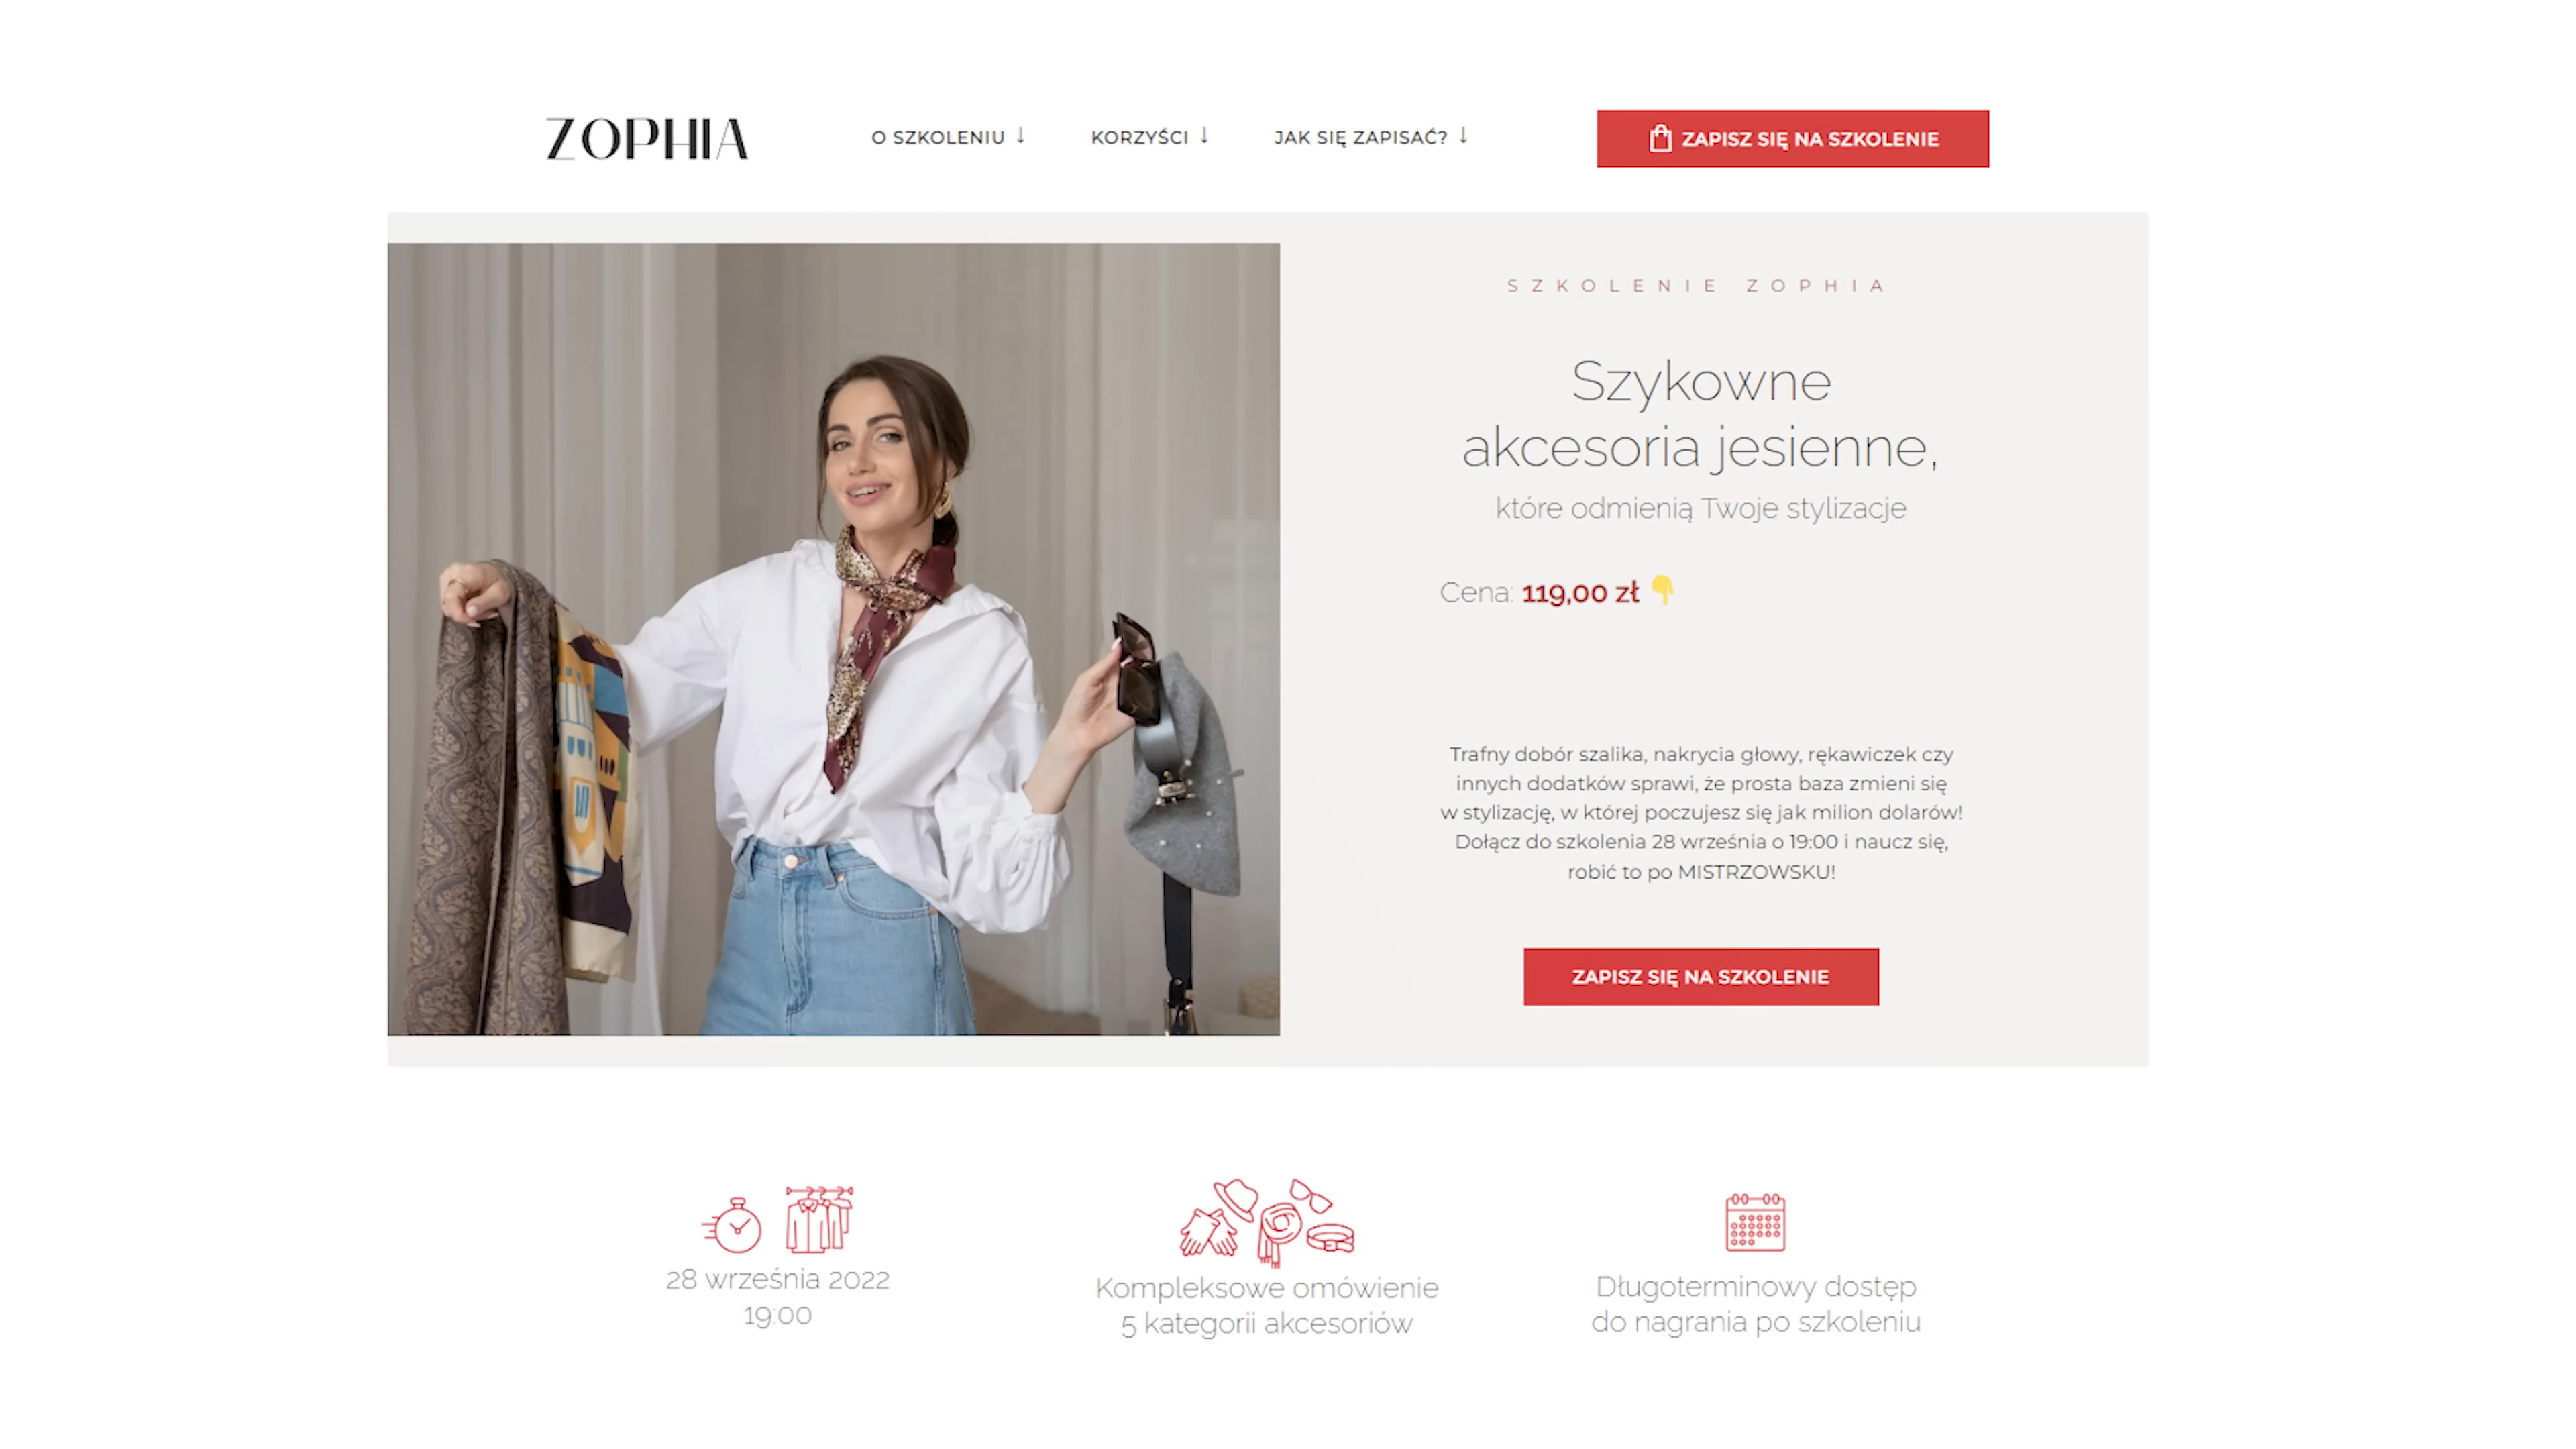 ZOPHIA
O SZKOLENIU ↓
KORZYŚCI ↓
JAK SIĘ ZAPISAĆ? ↓
ZAPISZ SIĘ NA SZKOLENIE
SZKOLENIE ZOPHIA
Szykowne
akcesoria jesienne,
które odmienią Twoje stylizacje
Cena: 119,00 zł 👇
Trafny dobór szalika, nakrycia głowy, rękawiczek czy
innych dodatków sprawi, że prosta baza zmieni się
w stylizację, w której poczujesz się jak milion dolarów!
Dołącz do szkolenia 28 września o 19:00 i naucz się,
robić to po MISTRZOWSKU!
ZAPISZ SIĘ NA SZKOLENIE
28 września 2022
19:00
Kompleksowe omówienie
5 kategorii akcesoriów
Długoterminowy dostęp
do nagrania po szkoleniu